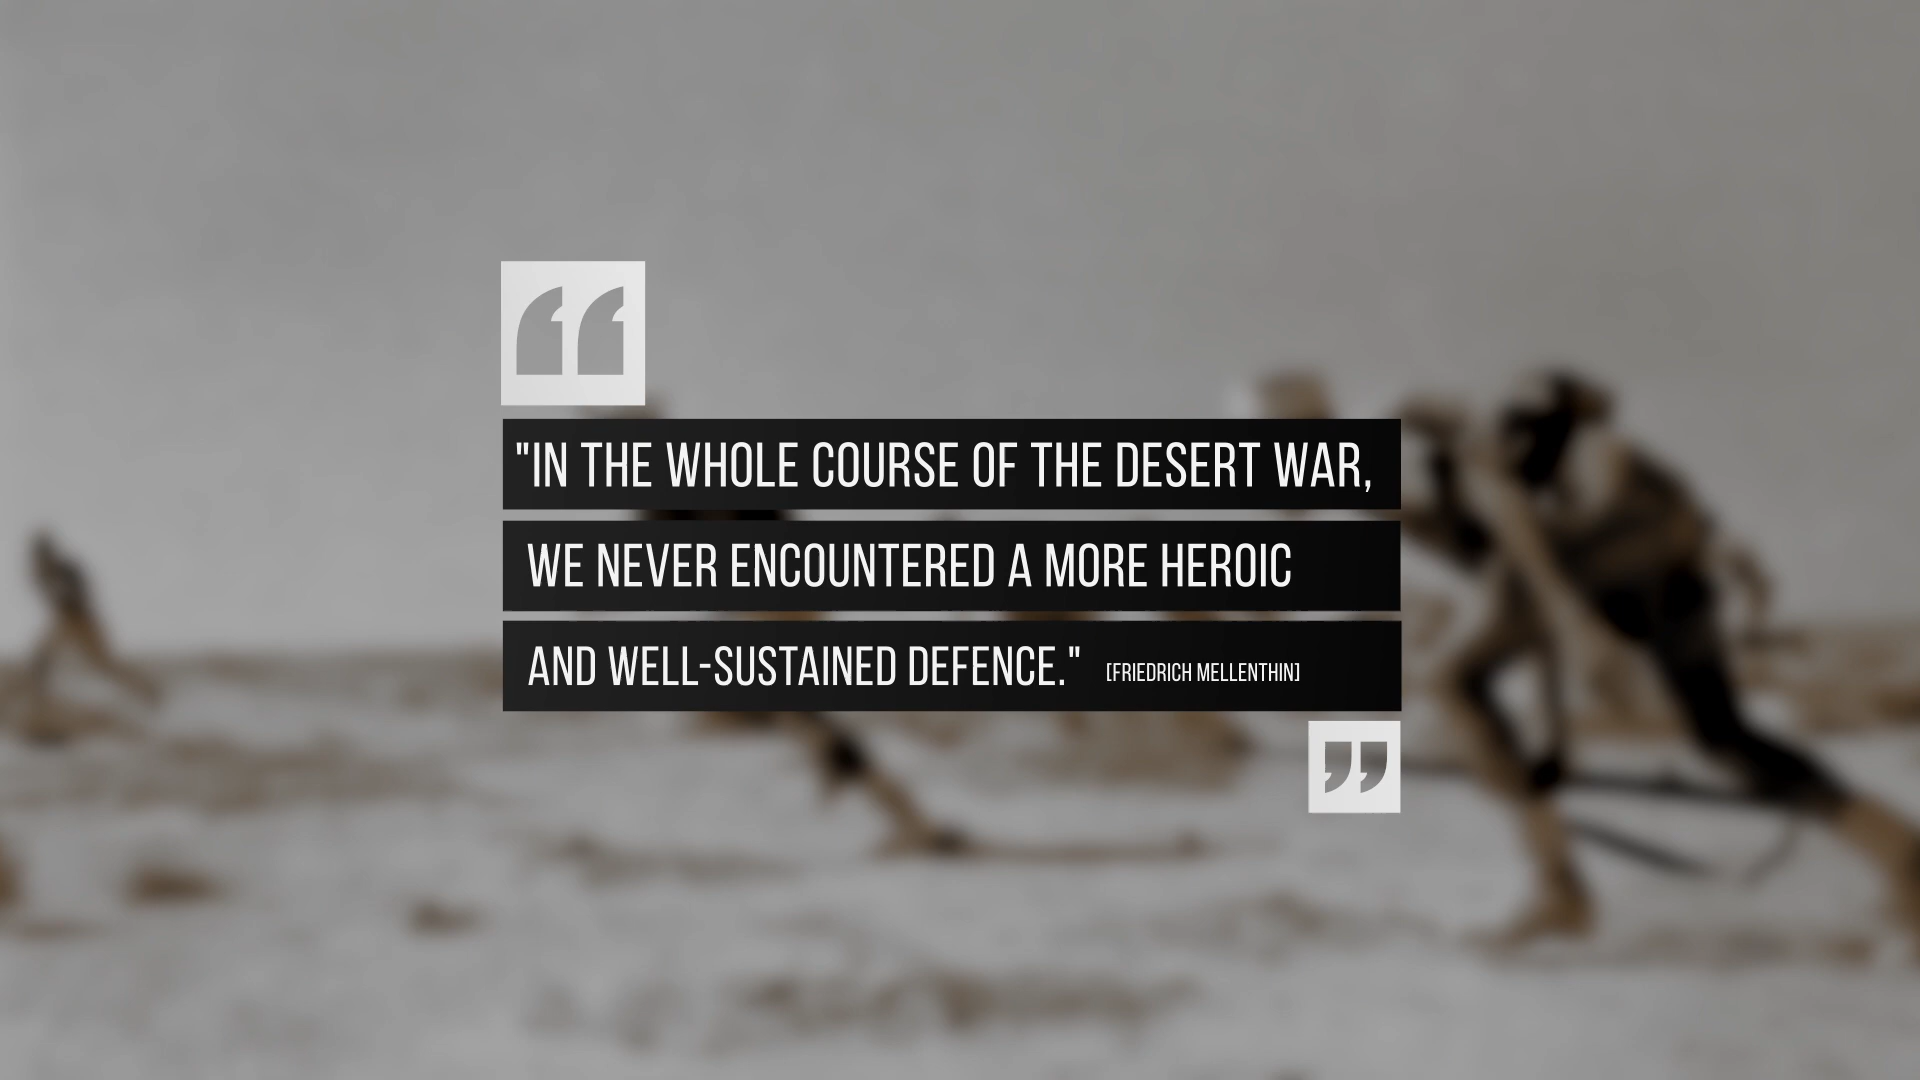 "IN THE WHOLE COURSE OF THE DESERT WAR,
WE NEVER ENCOUNTERED A MORE HEROIC
AND WELL-SUSTAINED DEFENCE." [FRIEDRICH MELLENTHIN]